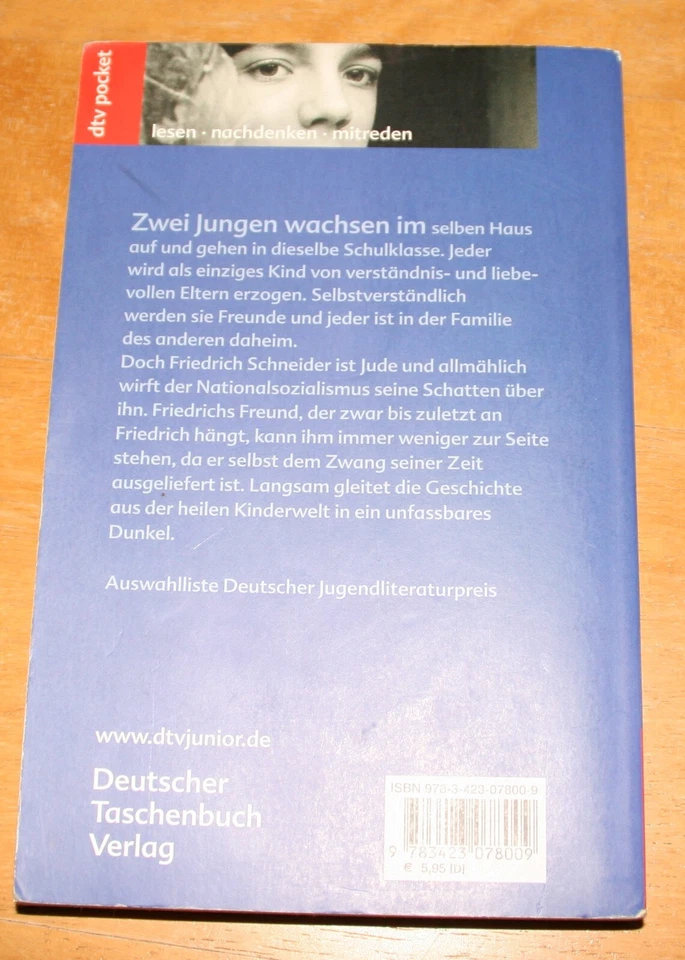 dtv pocket
lesen · nachdenken · mitreden
Zwei Jungen wachsen im selben Haus
auf und gehen in dieselbe Schulklasse. Jeder
wird als einziges Kind von verständnis- und liebe-
vollen Eltern erzogen. Selbstverständlich
werden sie Freunde und jeder ist in der Familie
des anderen daheim.
Doch Friedrich Schneider ist Jude und allmählich
wirft der Nationalsozialismus seine Schatten über
ihn. Friedrichs Freund, der zwar bis zuletzt an
Friedrich hängt, kann ihm immer weniger zur Seite
stehen, da er selbst dem Zwang seiner Zeit
ausgeliefert ist. Langsam gleitet die Geschichte
aus der heilen Kinderwelt in ein unfassbares
Dunkel.
Auswahlliste Deutscher Jugendliteraturpreis
www.dtvjunior.de
Deutscher
Taschenbuch
Verlag
ISBN 978-3-423-07800-9
9 783423 078009
€ 5,95 [D]